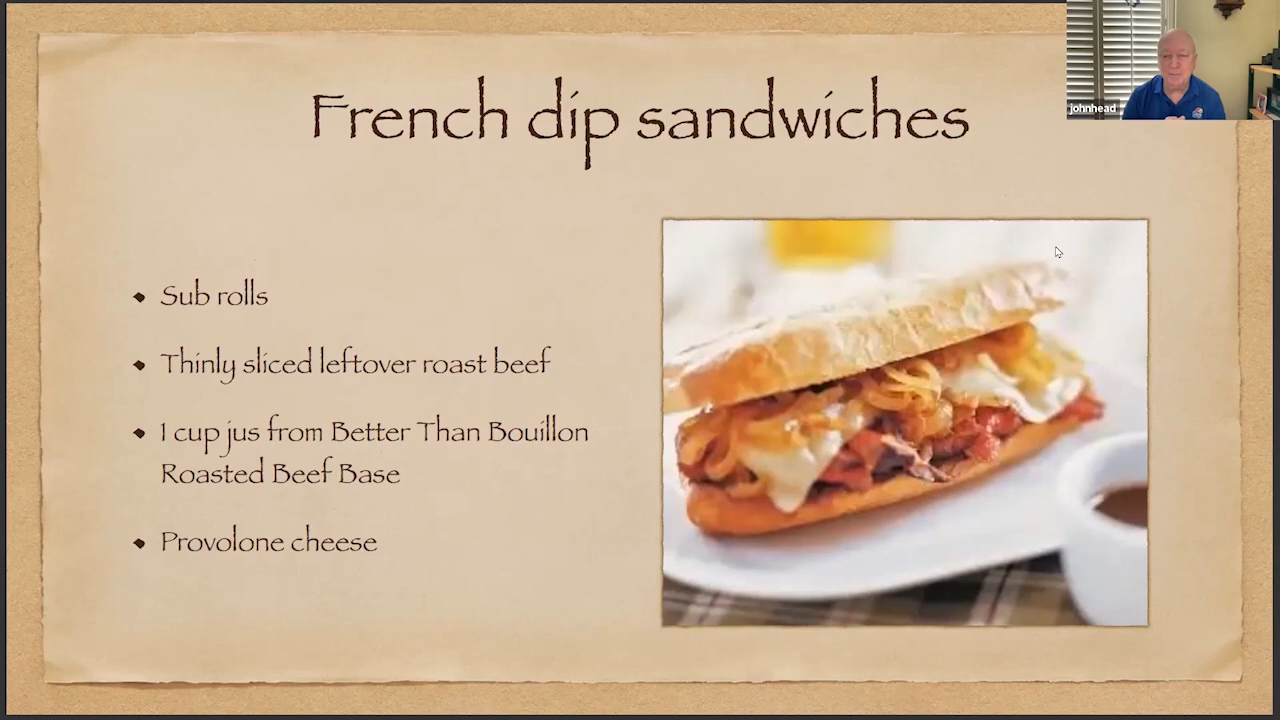 French dip sandwiches
johnhead
Sub rolls
Thinly sliced leftover roast beef
1 cup jus from Better Than Bouillon
Roasted Beef Base
Provolone cheese